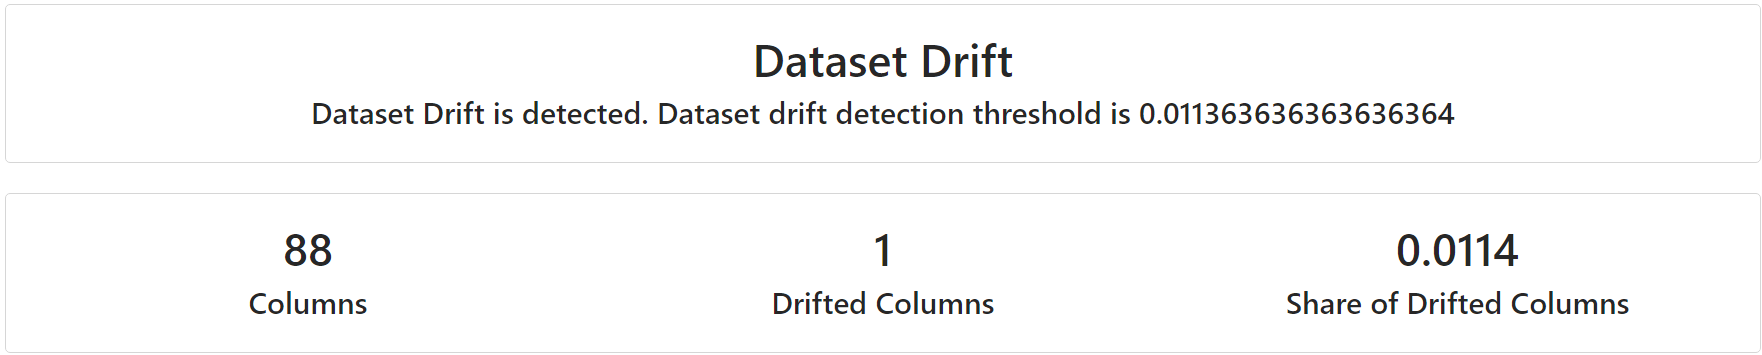 Dataset Drift
Dataset Drift is detected. Dataset drift detection threshold is 0.011363636363636364
88
Columns
1
Drifted Columns
0.0114
Share of Drifted Columns